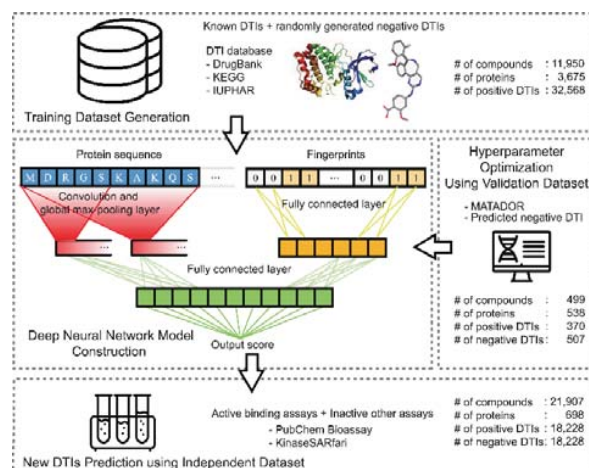 Known DTIs + randomly generated negative DTIs
DTI database
- DrugBank
- KEGG
- IUPHAR
# of compounds : 11,950
# of proteins : 3,675
# of positive DTIs : 32,568
Training Dataset Generation
Protein sequence
M D R G S K A K Q S ...
Fingerprints
0 0 1 1 ... 0 0 1 1
Convolution and
global max pooling layer
Fully connected layer
Fully connected layer
Output score
Deep Neural Network Model
Construction
Hyperparameter
Optimization
Using Validation Dataset
- MATADOR
- Predicted negative DTI
# of compounds : 499
# of proteins : 538
# of positive DTIs : 370
# of negative DTIs : 507
Active binding assays + Inactive other assays
- PubChem Bioassay
- KinaseSARfari
# of compounds : 21,907
# of proteins : 698
# of positive DTIs : 18,228
# of negative DTIs : 18,228
New DTIs Prediction using Independent Dataset